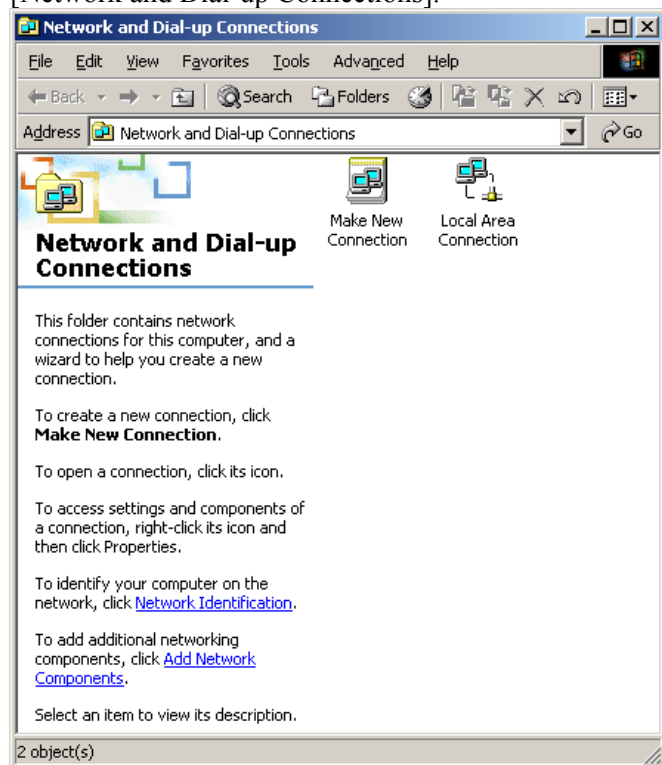 [Network and Dial-up Connections].
Network and Dial-up Connections
File Edit View Favorites Tools Advanced Help
Back Search Folders
Address Network and Dial-up Connections Go
Network and Dial-up
Connections
This folder contains network
connections for this computer, and a
wizard to help you create a new
connection.
To create a new connection, click
Make New Connection.
To open a connection, click its icon.
To access settings and components of
a connection, right-click its icon and
then click Properties.
To identify your computer on the
network, click Network Identification.
To add additional networking
components, click Add Network
Components.
Select an item to view its description.
Make New
Connection
Local Area
Connection
2 object(s)